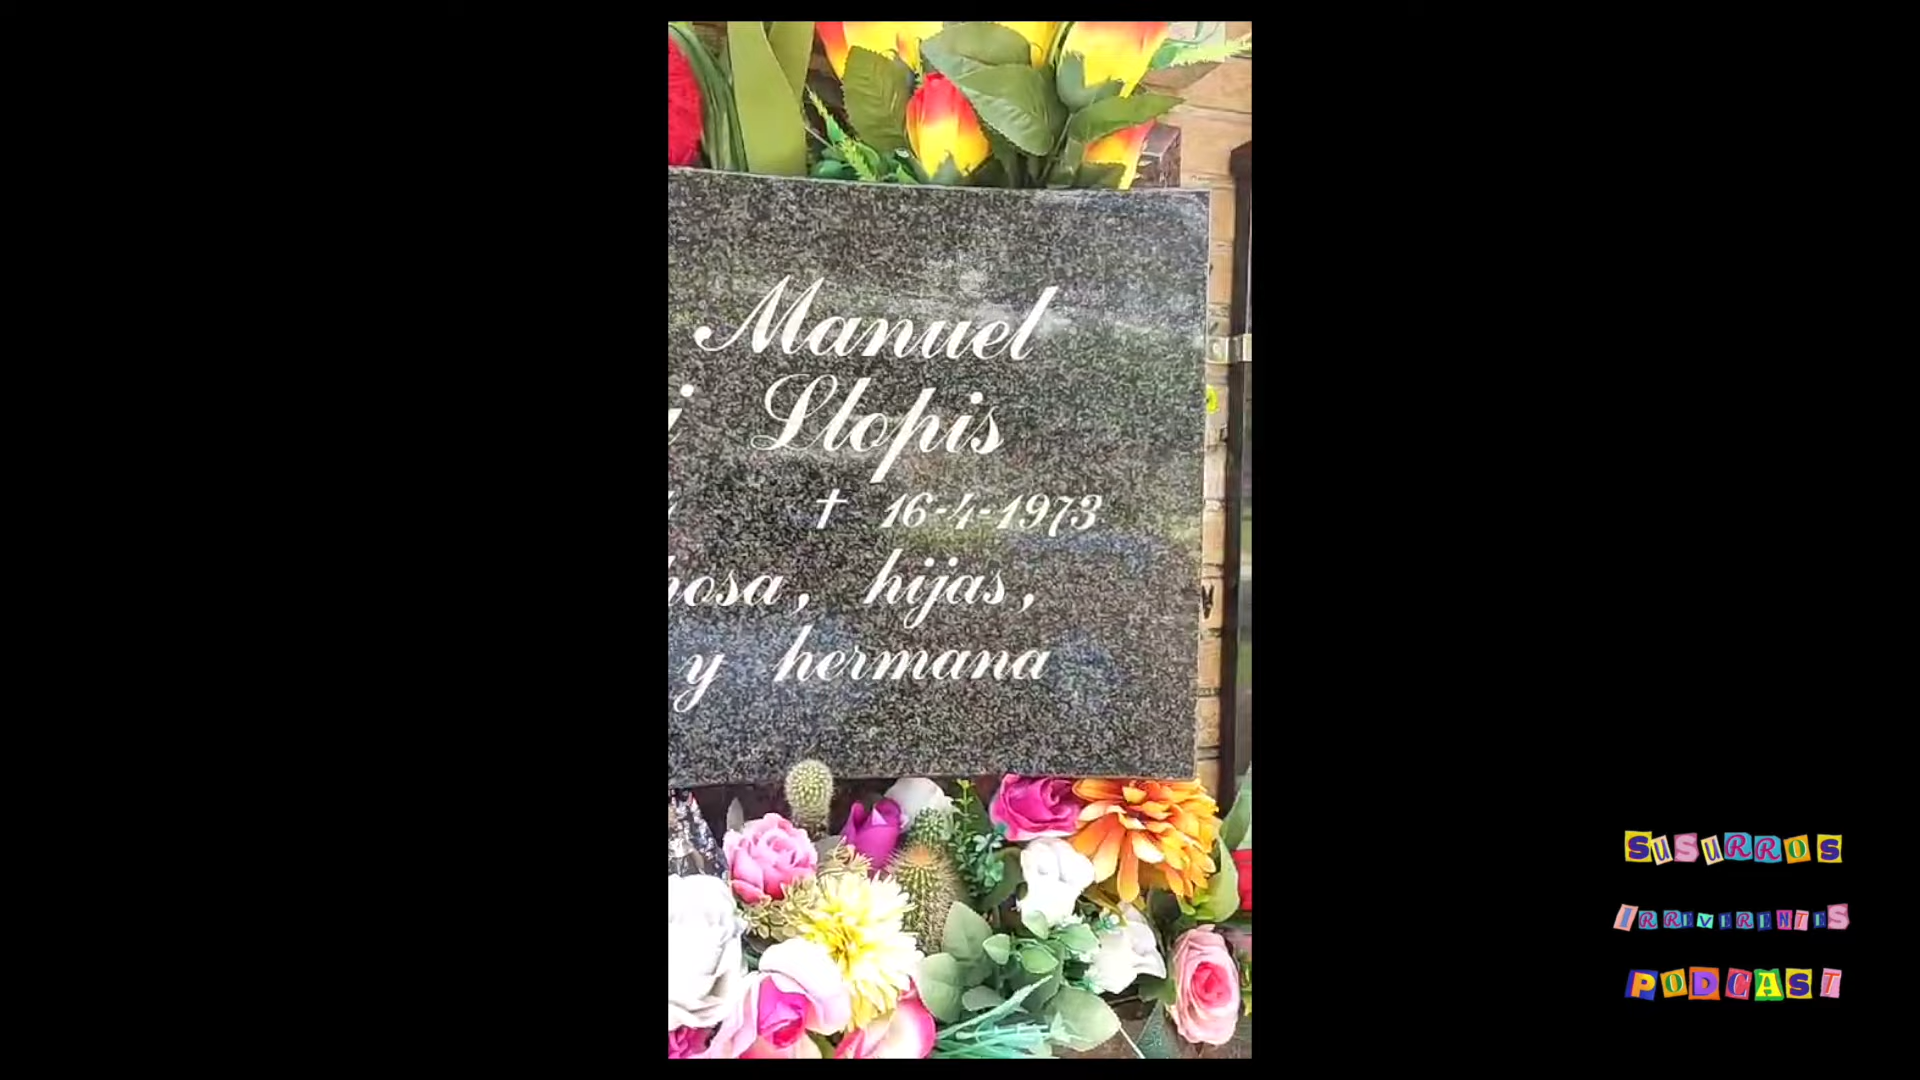 Manuel
Llopis
† 16-4-1973
hijas,
y hermana
SUSURROS
IRREVERENTES
PODCAST